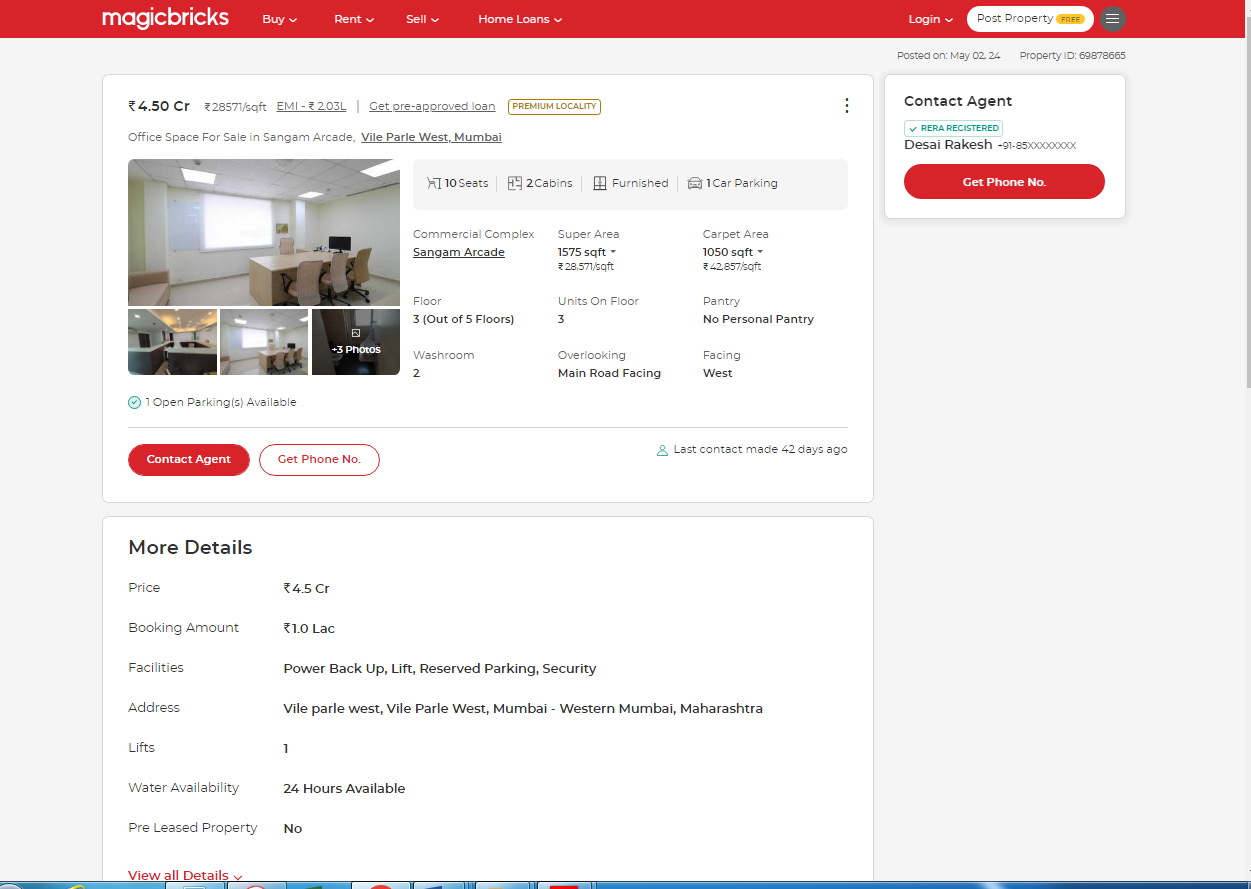 magicbricks Buy Rent Sell Home Loans Login Post Property FREE
Posted on: May 02, 24 Property ID: 69878665
₹4.50 Cr ₹28571/sqft EMI - ₹ 2.03L | Get pre-approved loan PREMIUM LOCALITY
Office Space For Sale in Sangam Arcade, Vile Parle West, Mumbai
10 Seats 2 Cabins Furnished 1 Car Parking
Commercial Complex Super Area Carpet Area
Sangam Arcade 1575 sqft 1050 sqft
₹28,571/sqft ₹42,857/sqft
Floor Units On Floor Pantry
3 (Out of 5 Floors) 3 No Personal Pantry
+3 Photos
Washroom Overlooking Facing
2 Main Road Facing West
1 Open Parking(s) Available
Contact Agent Get Phone No. Last contact made 42 days ago
Contact Agent
RERA REGISTERED
Desai Rakesh +91-85XXXXXXXX
Get Phone No.
More Details
Price ₹4.5 Cr
Booking Amount ₹1.0 Lac
Facilities Power Back Up, Lift, Reserved Parking, Security
Address Vile parle west, Vile Parle West, Mumbai - Western Mumbai, Maharashtra
Lifts 1
Water Availability 24 Hours Available
Pre Leased Property No
View all Details